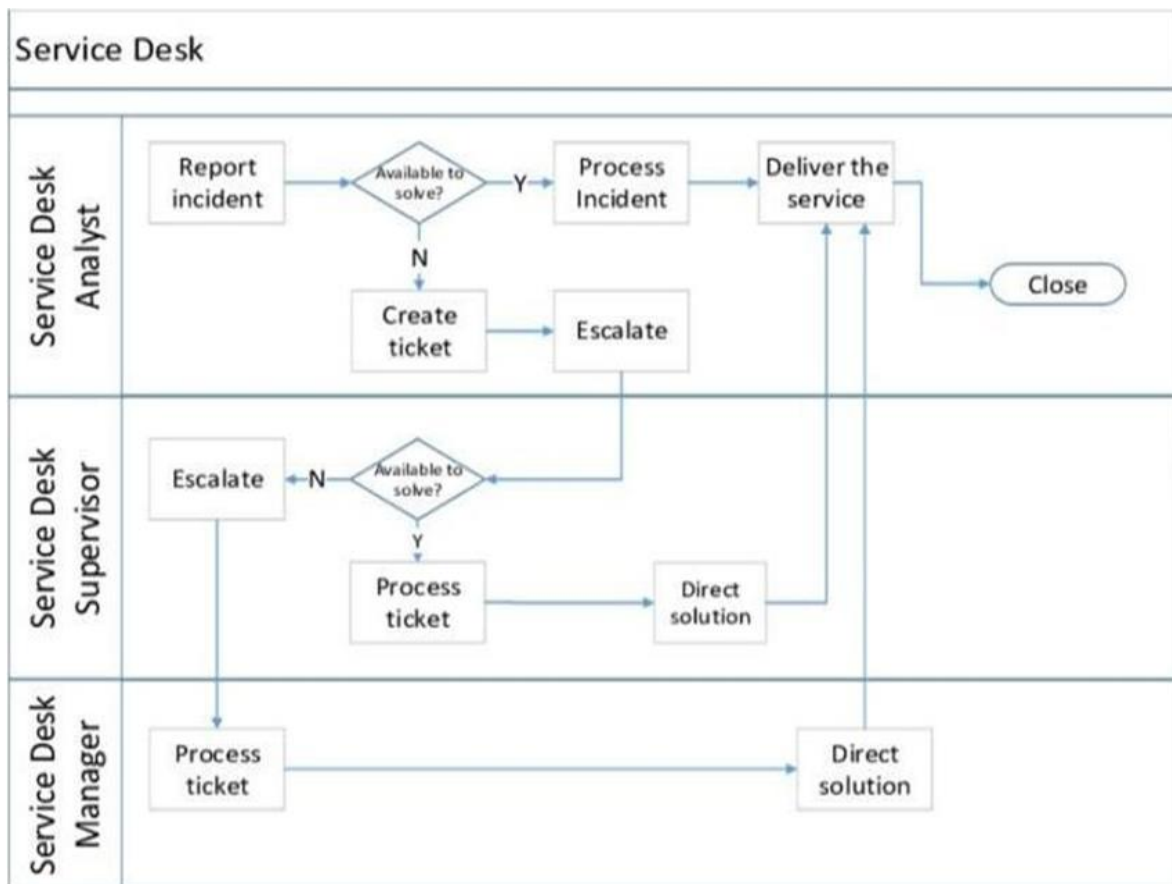 Service Desk
Service Desk
Analyst
Report
incident
Available to
solve?
Y
Process
Incident
Deliver the
service
N
Close
Create
ticket
Escalate
Service Desk
Supervisor
Escalate
N
Available to
solve?
Y
Process
ticket
Direct
solution
Service Desk
Manager
Process
ticket
Direct
solution